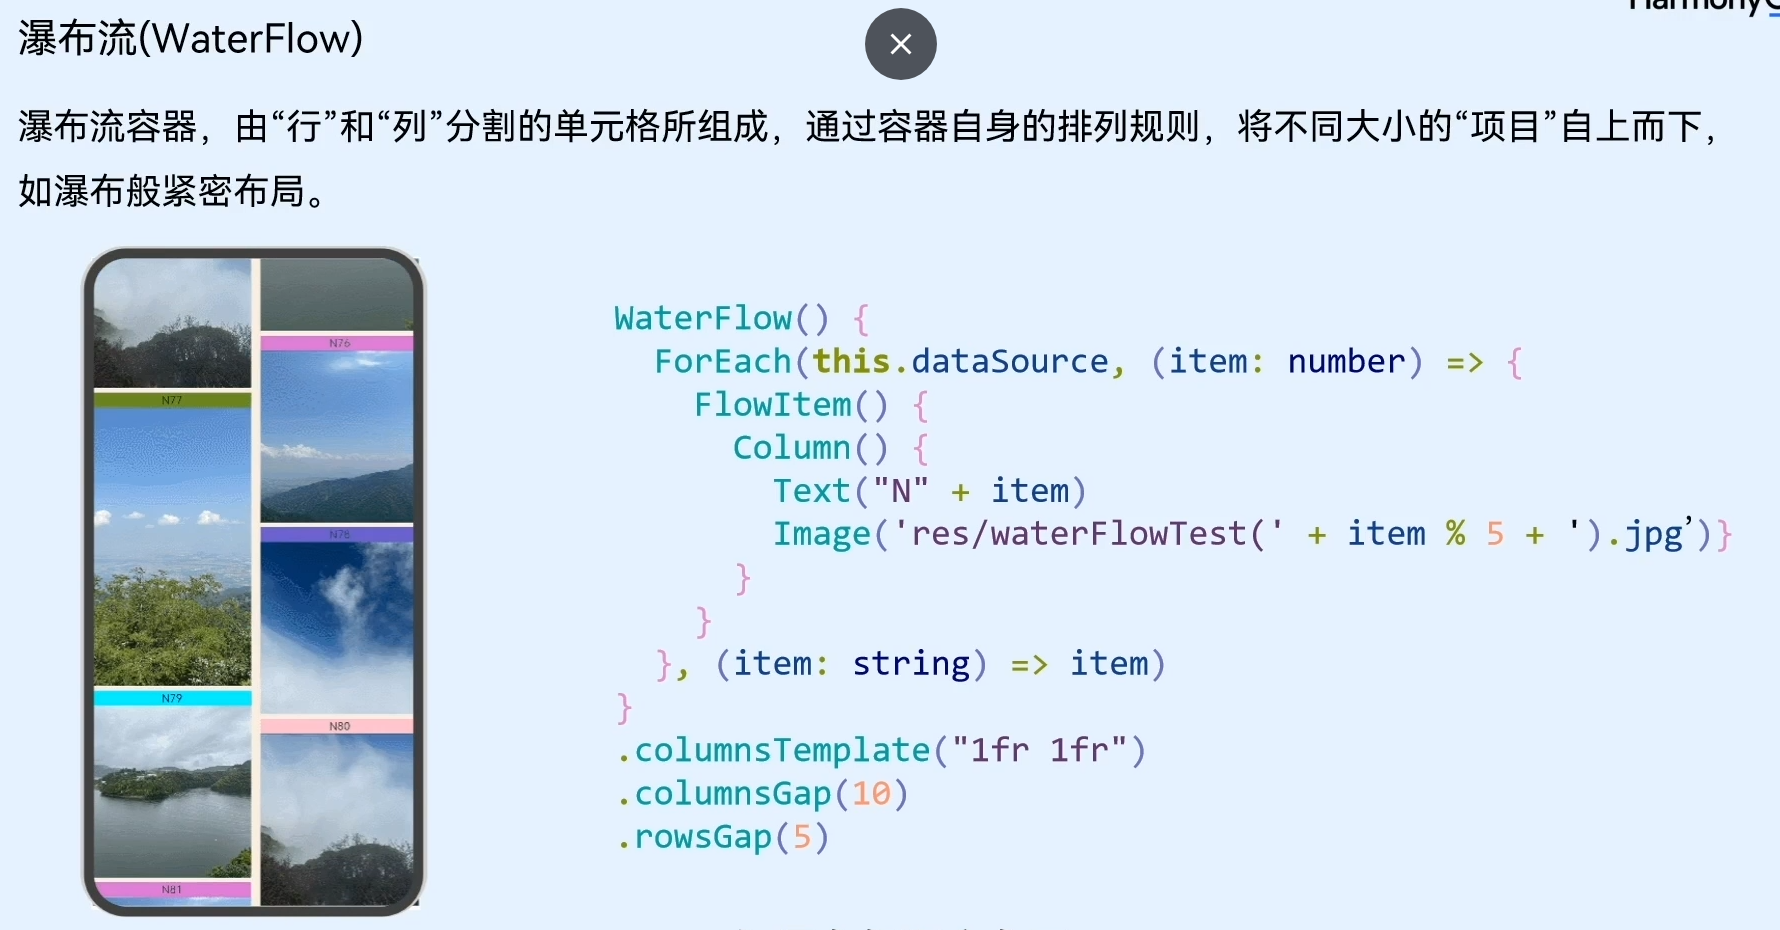 瀑布流(WaterFlow)
瀑布流容器，由“行”和“列”分割的单元格所组成，通过容器自身的排列规则，将不同大小的“项目”自上而下，
如瀑布般紧密布局。
N76
N77
N78
N79
N80
N81
WaterFlow() {
ForEach(this.dataSource, (item: number) => {
FlowItem() {
Column() {
Text("N" + item)
Image('res/waterFlowTest(' + item % 5 + ').jpg’)}
}
}
}, (item: string) => item)
}
.columnsTemplate("1fr 1fr")
.columnsGap(10)
.rowsGap(5)